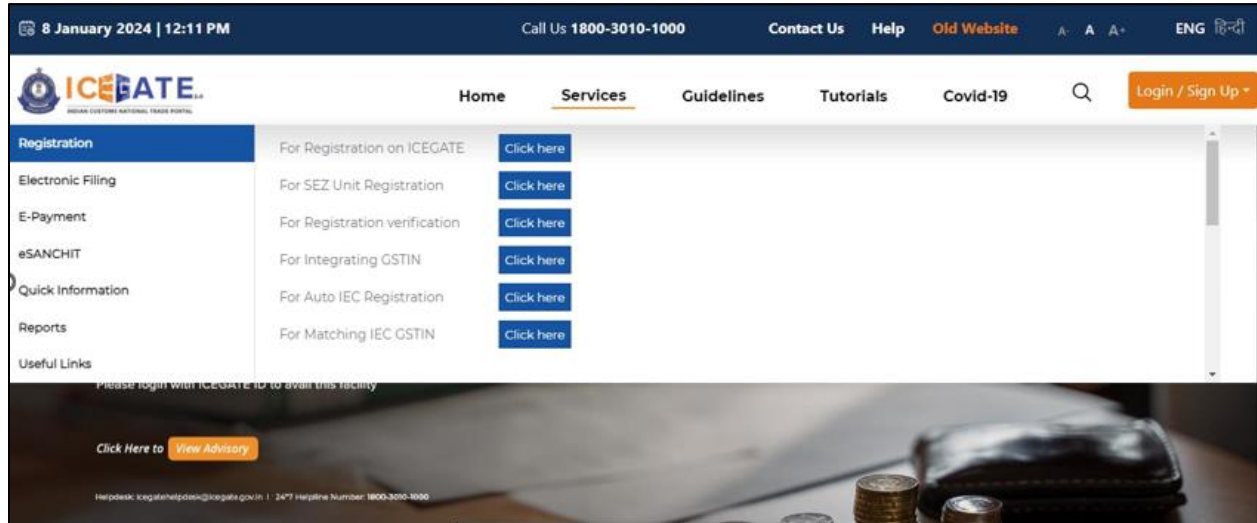 8 January 2024 | 12:11 PM Call Us 1800-3010-1000 Contact Us Help Old Website A- A A+ ENG हिन्दी
ICEGATE
INDIAN CUSTOMS NATIONAL TRADE PORTAL
Home Services Guidelines Tutorials Covid-19 Login / Sign Up
Registration For Registration on ICEGATE Click here
Electronic Filing For SEZ Unit Registration Click here
E-Payment For Registration verification Click here
eSANCHIT For Integrating GSTIN Click here
Quick Information For Auto IEC Registration Click here
Reports For Matching IEC GSTIN Click here
Useful Links
Please login with ICEGATE ID to avail this facility
Click Here to View Advisory
Helpdesk: icegatehelpdesk@icegate.gov.in | 24*7 Helpline Number: 1800-3010-1000